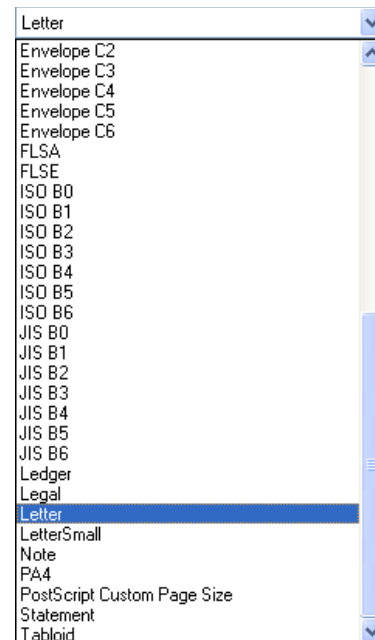 Letter
Envelope C2
Envelope C3
Envelope C4
Envelope C5
Envelope C6
FLSA
FLSE
ISO B0
ISO B1
ISO B2
ISO B3
ISO B4
ISO B5
ISO B6
JIS B0
JIS B1
JIS B2
JIS B3
JIS B4
JIS B5
JIS B6
Ledger
Legal
Letter
LetterSmall
Note
PA4
PostScript Custom Page Size
Statement
Tabloid